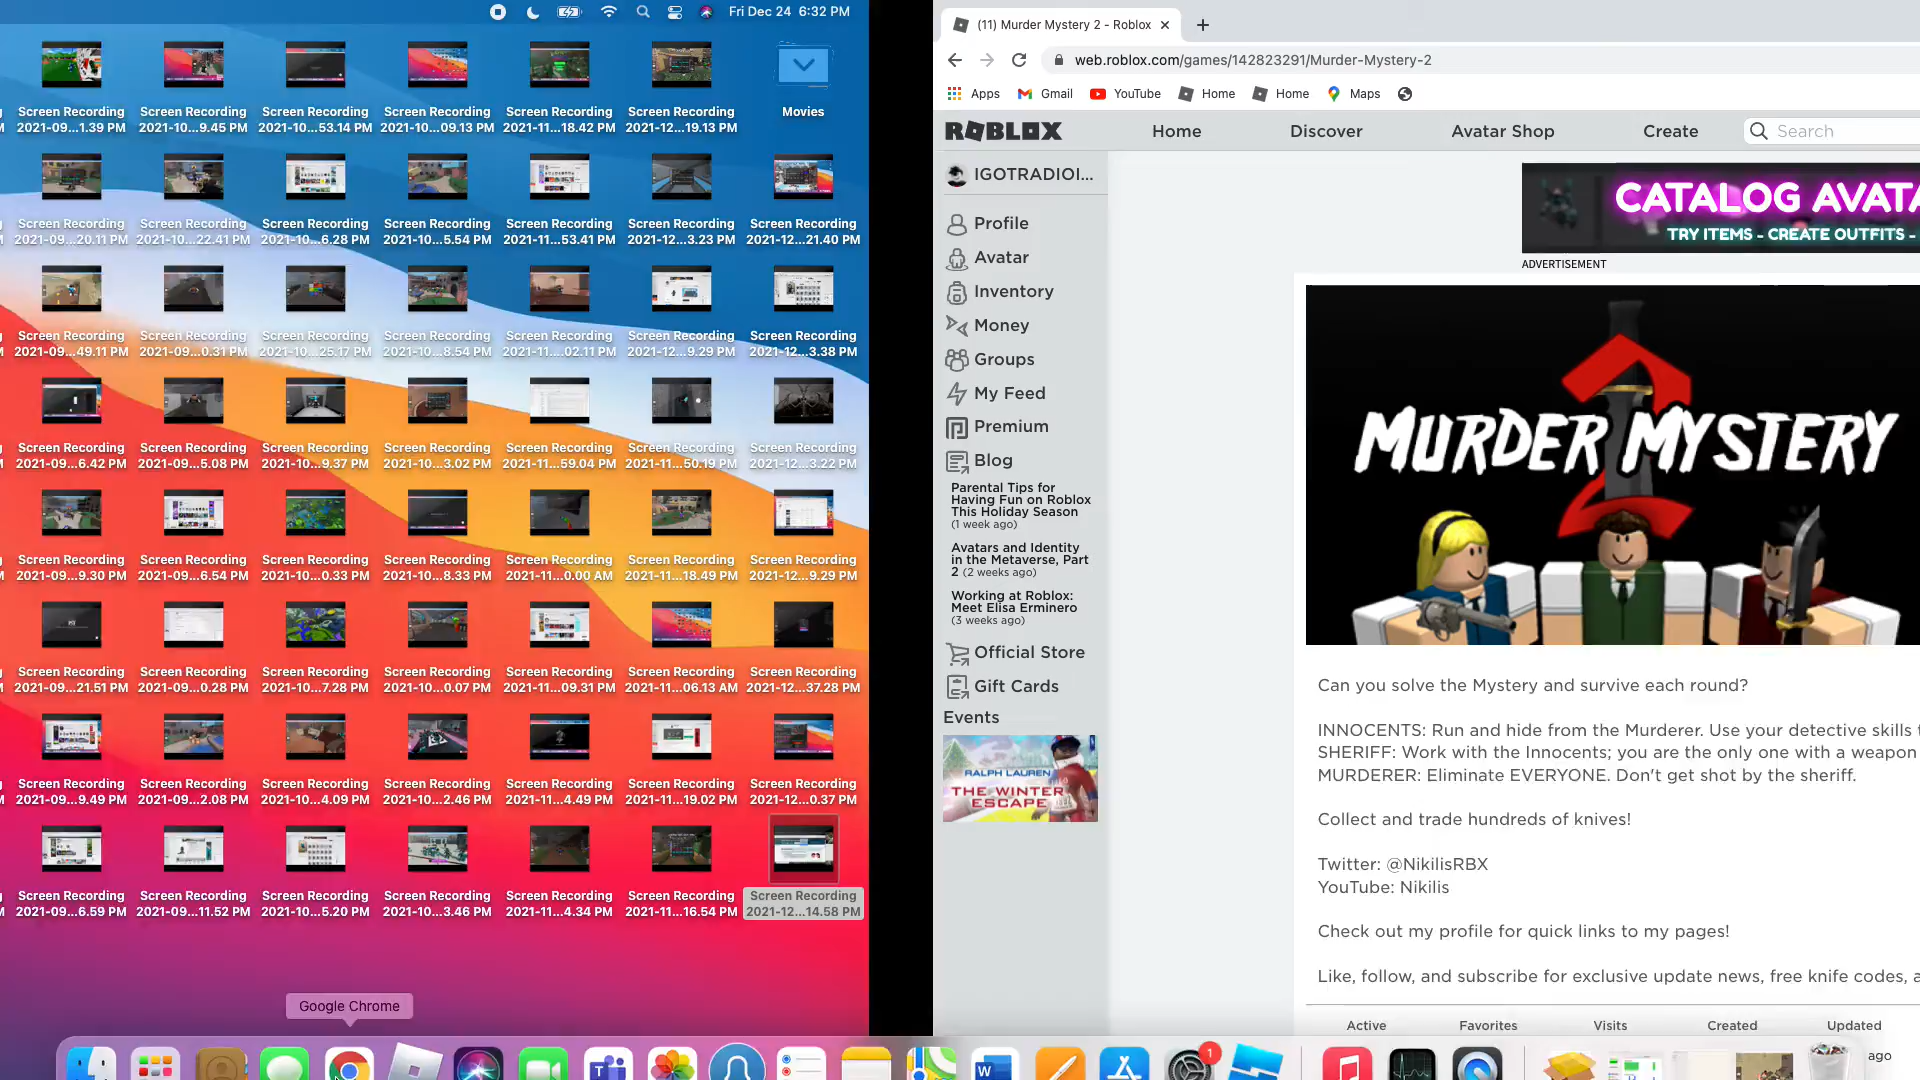 Fri Dec 24 6:32 PM
Screen Recording Screen Recording Screen Recording Screen Recording Screen Recording Screen Recording Movies
2021-09...1.39 PM 2021-10...9.45 PM 2021-10...53.14 PM 2021-10...09.13 PM 2021-11...18.42 PM 2021-12...19.13 PM
Screen Recording Screen Recording Screen Recording Screen Recording Screen Recording Screen Recording Screen Recording
2021-09...20.11 PM 2021-10...22.41 PM 2021-10...6.28 PM 2021-10...5.54 PM 2021-11...53.41 PM 2021-12...3.23 PM 2021-12...21.40 PM
Screen Recording Screen Recording Screen Recording Screen Recording Screen Recording Screen Recording Screen Recording
2021-09...49.11 PM 2021-09...0.31 PM 2021-10...25.17 PM 2021-10...8.54 PM 2021-11....02.11 PM 2021-12...9.29 PM 2021-12...3.38 PM
Screen Recording Screen Recording Screen Recording Screen Recording Screen Recording Screen Recording Screen Recording
2021-09...6.42 PM 2021-09...5.08 PM 2021-10...9.37 PM 2021-10...3.02 PM 2021-11...59.04 PM 2021-11...50.19 PM 2021-12...3.22 PM
Screen Recording Screen Recording Screen Recording Screen Recording Screen Recording Screen Recording Screen Recording
2021-09...9.30 PM 2021-09...6.54 PM 2021-10...0.33 PM 2021-10...8.33 PM 2021-11...0.00 AM 2021-11...18.49 PM 2021-12...9.29 PM
Screen Recording Screen Recording Screen Recording Screen Recording Screen Recording Screen Recording Screen Recording
2021-09...21.51 PM 2021-09...0.28 PM 2021-10...7.28 PM 2021-10...0.07 PM 2021-11...09.31 PM 2021-11...06.13 AM 2021-12...37.28 PM
Screen Recording Screen Recording Screen Recording Screen Recording Screen Recording Screen Recording Screen Recording
2021-09...9.49 PM 2021-09...2.08 PM 2021-10...4.09 PM 2021-10...2.46 PM 2021-11...4.49 PM 2021-11...19.02 PM 2021-12...0.37 PM
Screen Recording Screen Recording Screen Recording Screen Recording Screen Recording Screen Recording Screen Recording
2021-09...6.59 PM 2021-09...11.52 PM 2021-10...5.20 PM 2021-10...3.46 PM 2021-11...4.34 PM 2021-11...16.54 PM 2021-12...14.58 PM
Google Chrome
1
(11) Murder Mystery 2 - Roblox
web.roblox.com/games/142823291/Murder-Mystery-2
Apps Gmail YouTube Home Home Maps
ROBLOX Home Discover Avatar Shop Create Search
IGOTRADIOI...
Profile
Avatar
Inventory
Money
Groups
My Feed
Premium
Blog
Parental Tips for
Having Fun on Roblox
This Holiday Season
(1 week ago)
Avatars and Identity
in the Metaverse, Part
2 (2 weeks ago)
Working at Roblox:
Meet Elisa Erminero
(3 weeks ago)
Official Store
Gift Cards
Events
RALPH LAUREN
THE WINTER
ESCAPE
CATALOG AVATA
TRY ITEMS - CREATE OUTFITS -
ADVERTISEMENT
MURDER MYSTERY
2
Can you solve the Mystery and survive each round?
INNOCENTS: Run and hide from the Murderer. Use your detective skills t
SHERIFF: Work with the Innocents; you are the only one with a weapon
MURDERER: Eliminate EVERYONE. Don't get shot by the sheriff.
Collect and trade hundreds of knives!
Twitter: @NikilisRBX
YouTube: Nikilis
Check out my profile for quick links to my pages!
Like, follow, and subscribe for exclusive update news, free knife codes, a
Active Favorites Visits Created Updated
ago